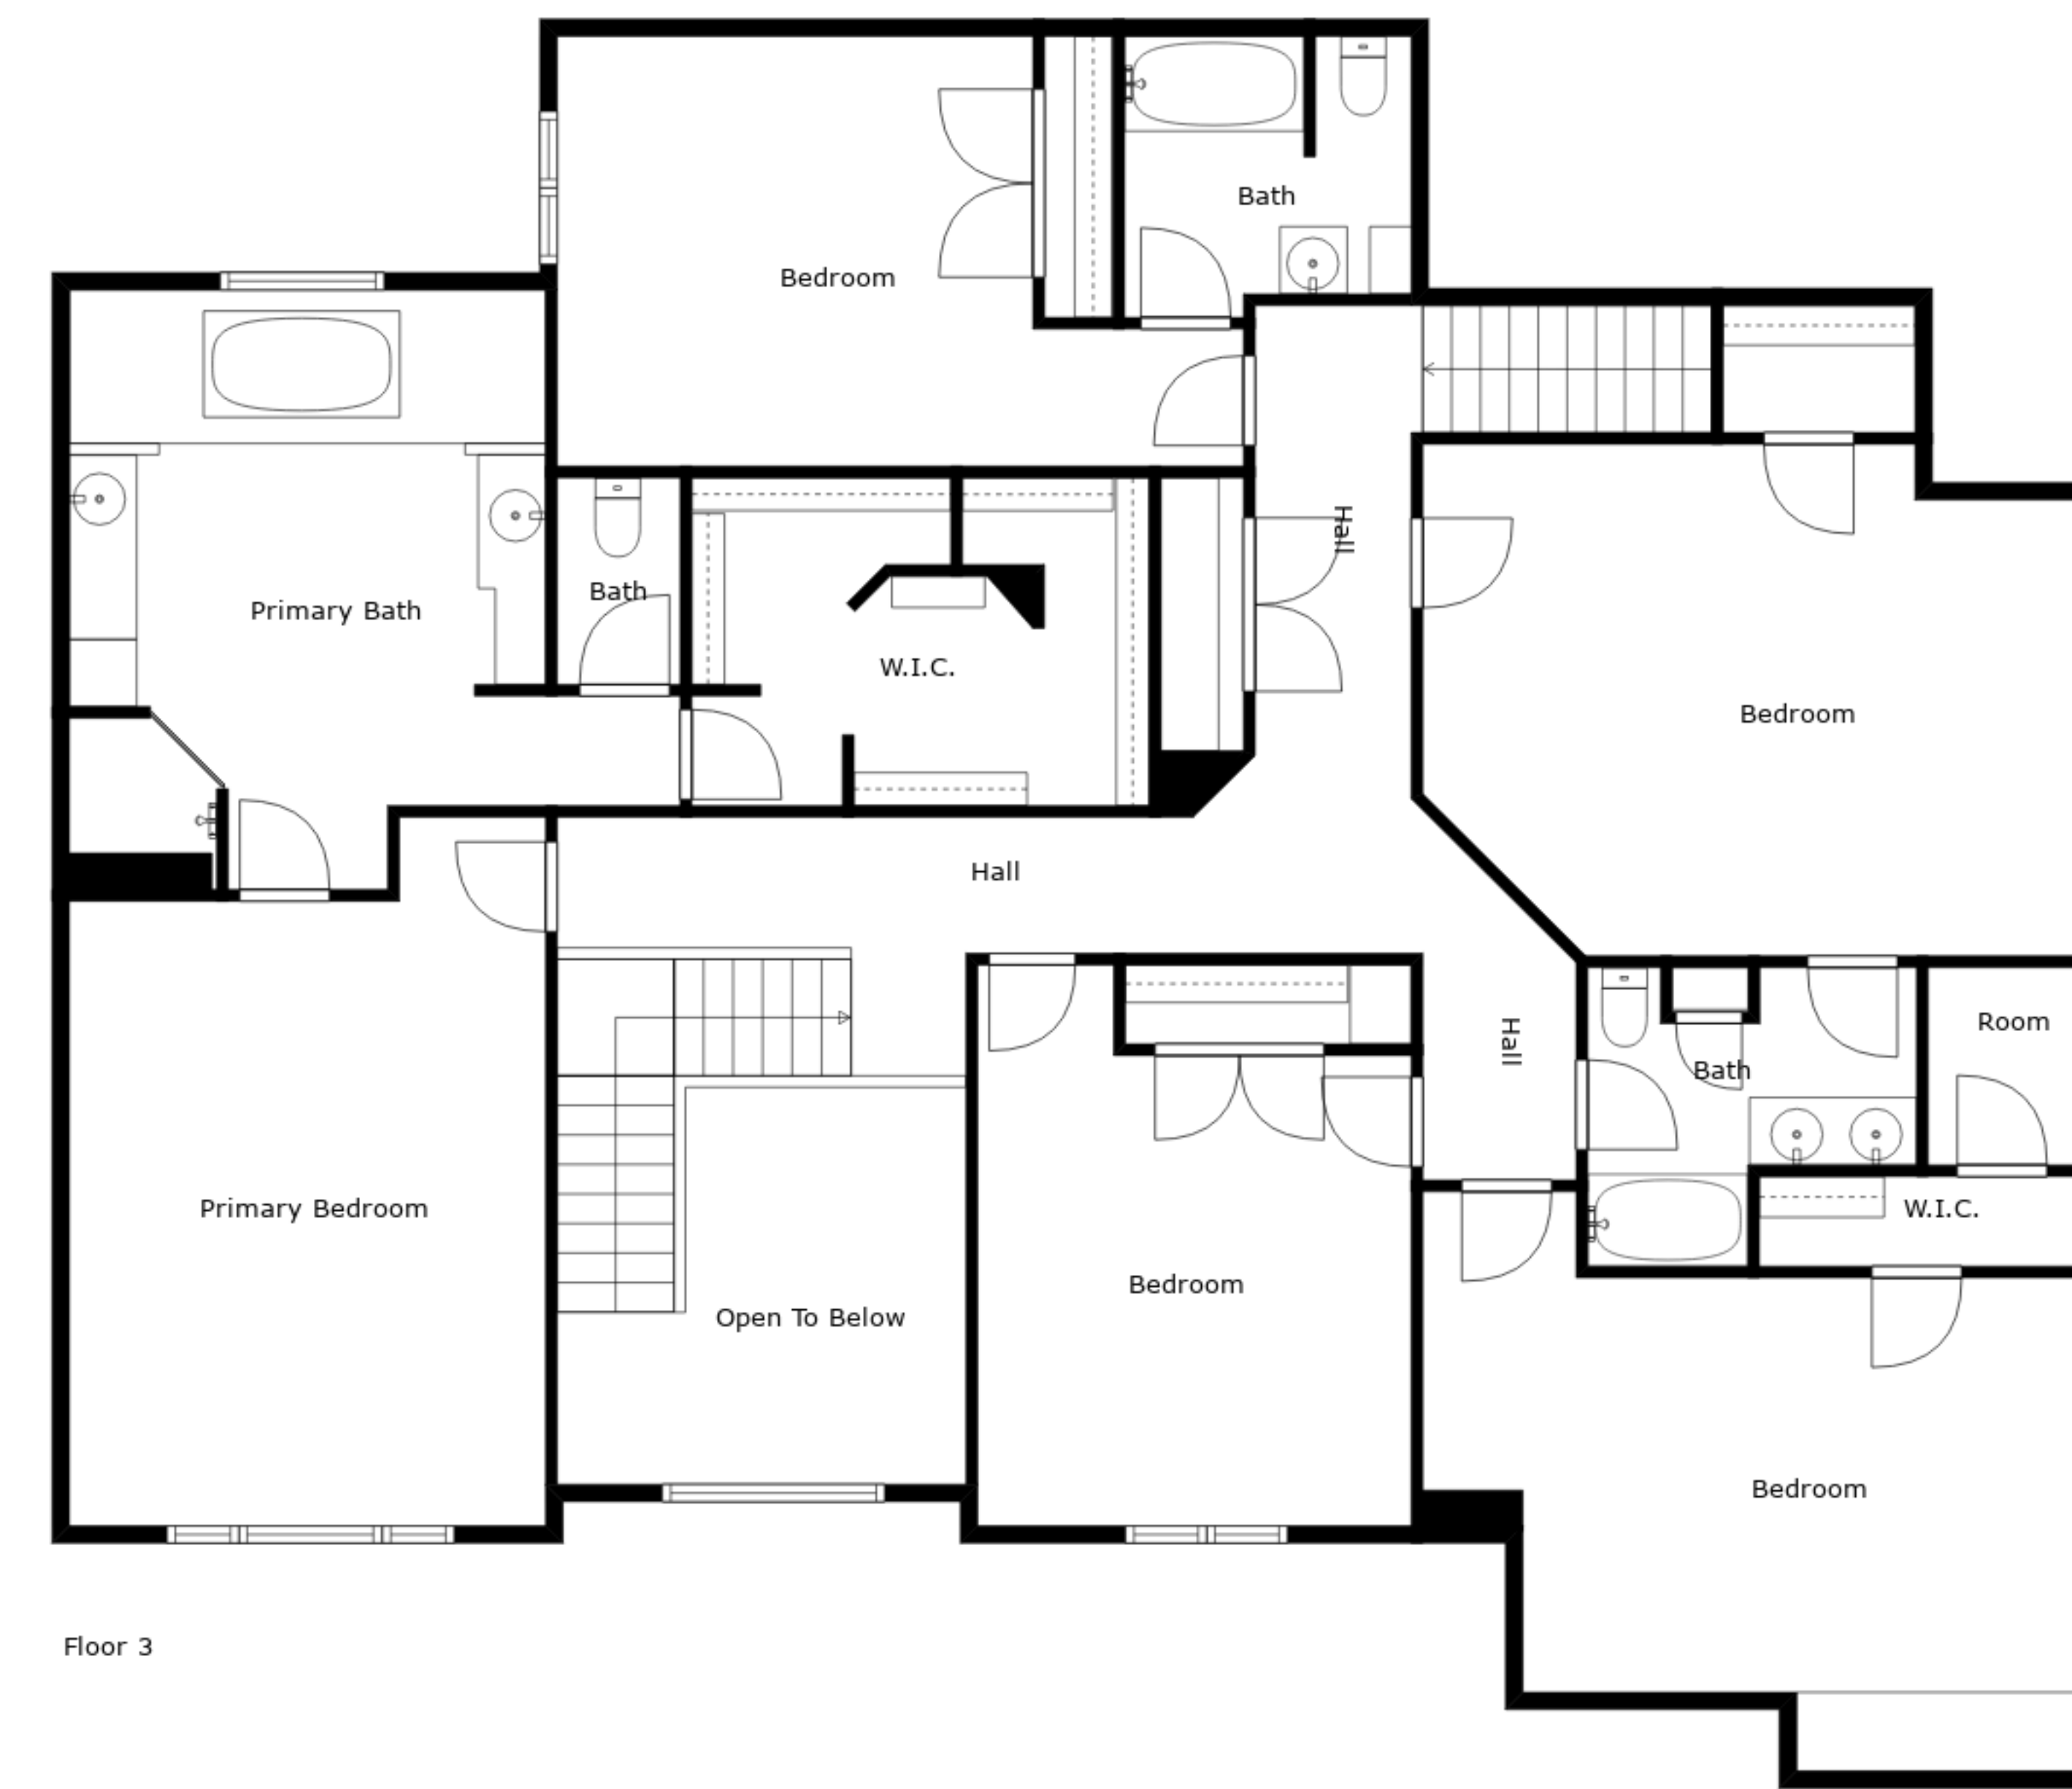 Bath
Bedroom
Hall
Bath
Primary Bath
W.I.C.
Bedroom
Hall
Room
Hall
Bath
Primary Bedroom
W.I.C.
Bedroom
Open To Below
Bedroom
Floor 3